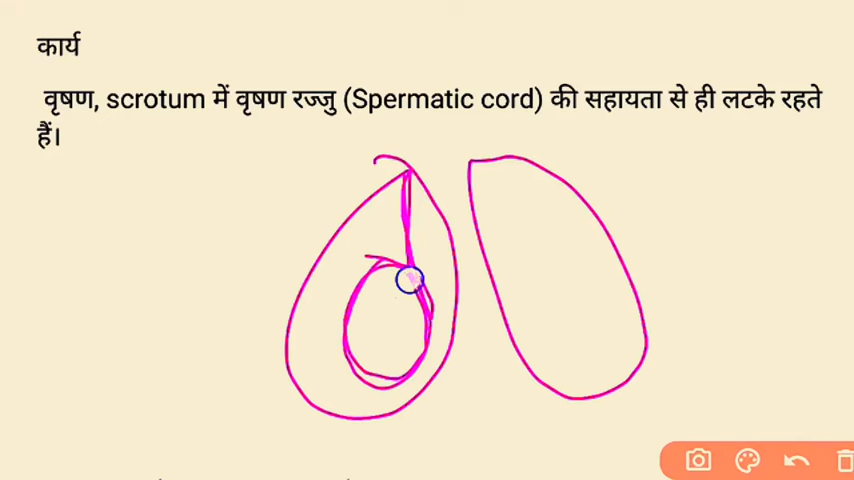 कार्य
वृषण, scrotum में वृषण रज्जु (Spermatic cord) की सहायता से ही लटके रहते
हैं।